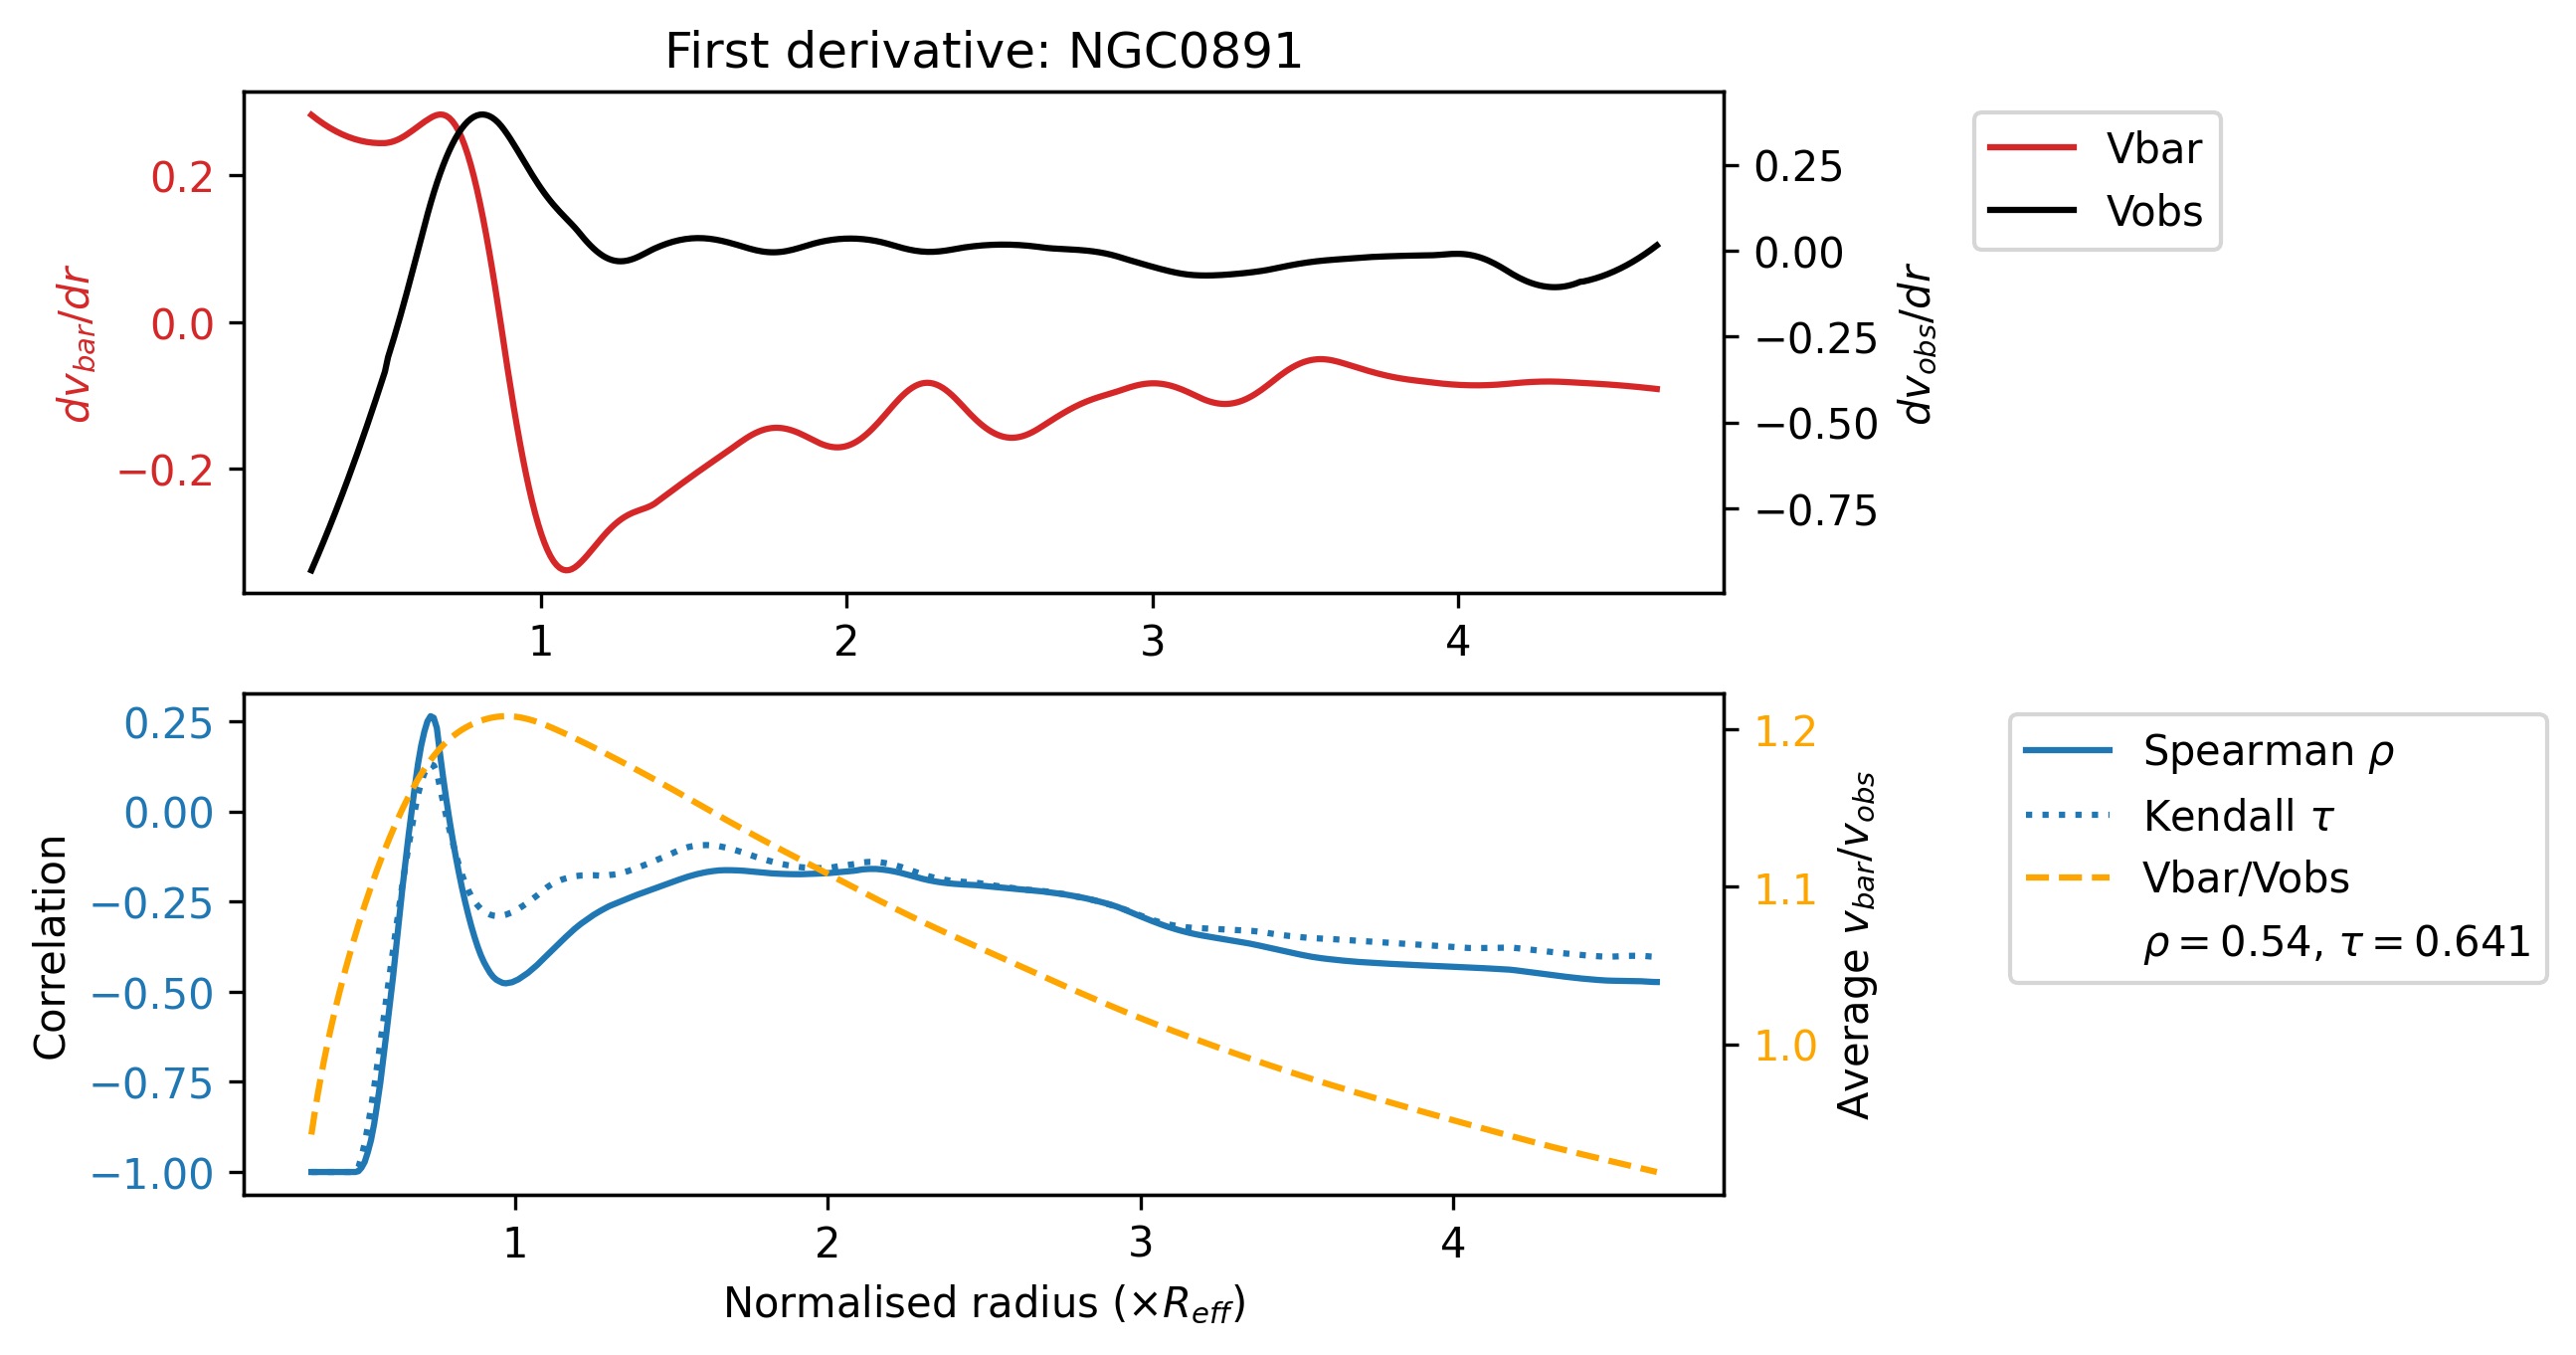 First derivative: NGC0891
0.2
0.0
−0.2
dv_bar/dr
0.25
0.00
−0.25
−0.50
−0.75
dv_obs/dr
1 2 3 4
Vbar
Vobs
0.25
0.00
−0.25
−0.50
−0.75
−1.00
Correlation
1.2
1.1
1.0
Average v_bar/v_obs
1 2 3 4
Normalised radius (×R_eff)
Spearman ρ
Kendall τ
Vbar/Vobs
ρ = 0.54, τ = 0.641